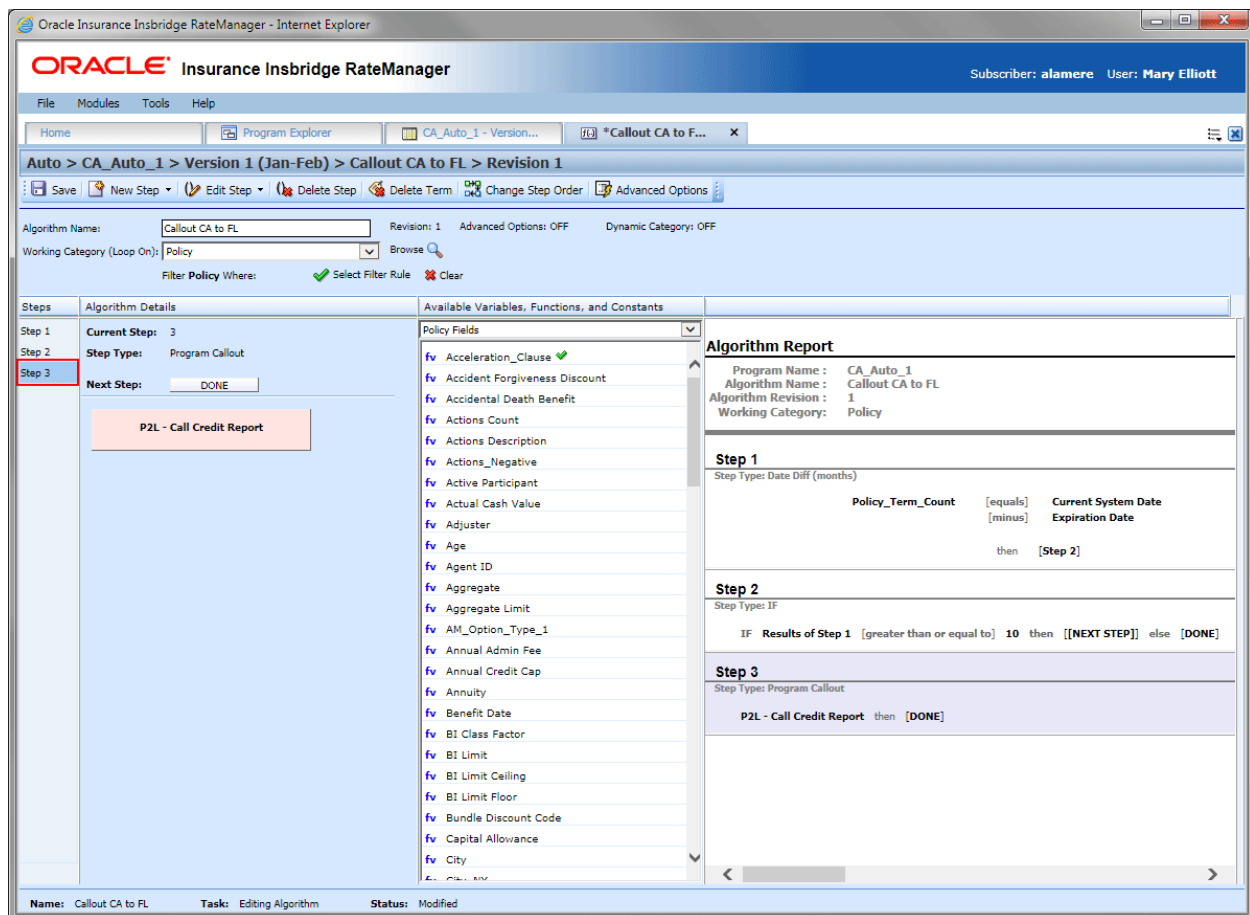 Oracle Insurance Insbridge RateManager - Internet Explorer
ORACLE Insurance Insbridge RateManager
Subscriber: alamere User: Mary Elliott
File Modules Tools Help
Home Program Explorer CA_Auto_1 - Version... *Callout CA to F... x
Auto > CA_Auto_1 > Version 1 (Jan-Feb) > Callout CA to FL > Revision 1
Save New Step Edit Step Delete Step Delete Term Change Step Order Advanced Options
Algorithm Name: Callout CA to FL Revision: 1 Advanced Options: OFF Dynamic Category: OFF
Working Category (Loop On): Policy Browse
Filter Policy Where: Select Filter Rule Clear
Steps
Step 1
Step 2
Step 3
Algorithm Details
Current Step: 3
Step Type: Program Callout
Next Step: DONE
P2L - Call Credit Report
Available Variables, Functions, and Constants
Policy Fields
fv Acceleration_Clause
fv Accident Forgiveness Discount
fv Accidental Death Benefit
fv Actions Count
fv Actions Description
fv Actions_Negative
fv Active Participant
fv Actual Cash Value
fv Adjuster
fv Age
fv Agent ID
fv Aggregate
fv Aggregate Limit
fv AM_Option_Type_1
fv Annual Admin Fee
fv Annual Credit Cap
fv Annuity
fv Benefit Date
fv BI Class Factor
fv BI Limit
fv BI Limit Ceiling
fv BI Limit Floor
fv Bundle Discount Code
fv Capital Allowance
fv City
Algorithm Report
Program Name : CA_Auto_1
Algorithm Name : Callout CA to FL
Algorithm Revision : 1
Working Category: Policy
Step 1
Step Type: Date Diff (months)
Policy_Term_Count [equals] Current System Date
[minus] Expiration Date
then [Step 2]
Step 2
Step Type: IF
IF Results of Step 1 [greater than or equal to] 10 then [[NEXT STEP]] else [DONE]
Step 3
Step Type: Program Callout
P2L - Call Credit Report then [DONE]
Name: Callout CA to FL Task: Editing Algorithm Status: Modified